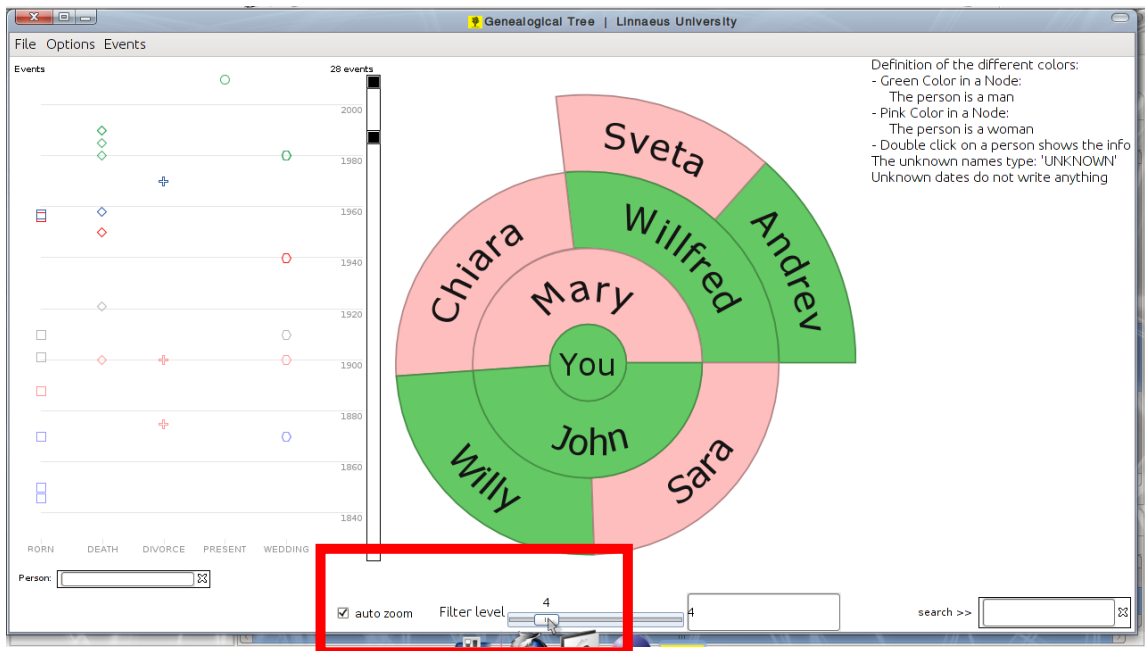 Genealogical Tree | Linnaeus University
File Options Events
Events
28 events
2000
1980
1960
1940
1920
1900
1880
1860
1840
BORN DEATH DIVORCE PRESENT WEDDING
Person:
Definition of the different colors:
- Green Color in a Node:
The person is a man
- Pink Color in a Node:
The person is a woman
- Double click on a person shows the info
The unknown names type: 'UNKNOWN'
Unknown dates do not write anything
Sveta
Andrev
Willfred
Chiara
Mary
You
John
Willy
Sara
auto zoom
Filter level
4
4
search >>